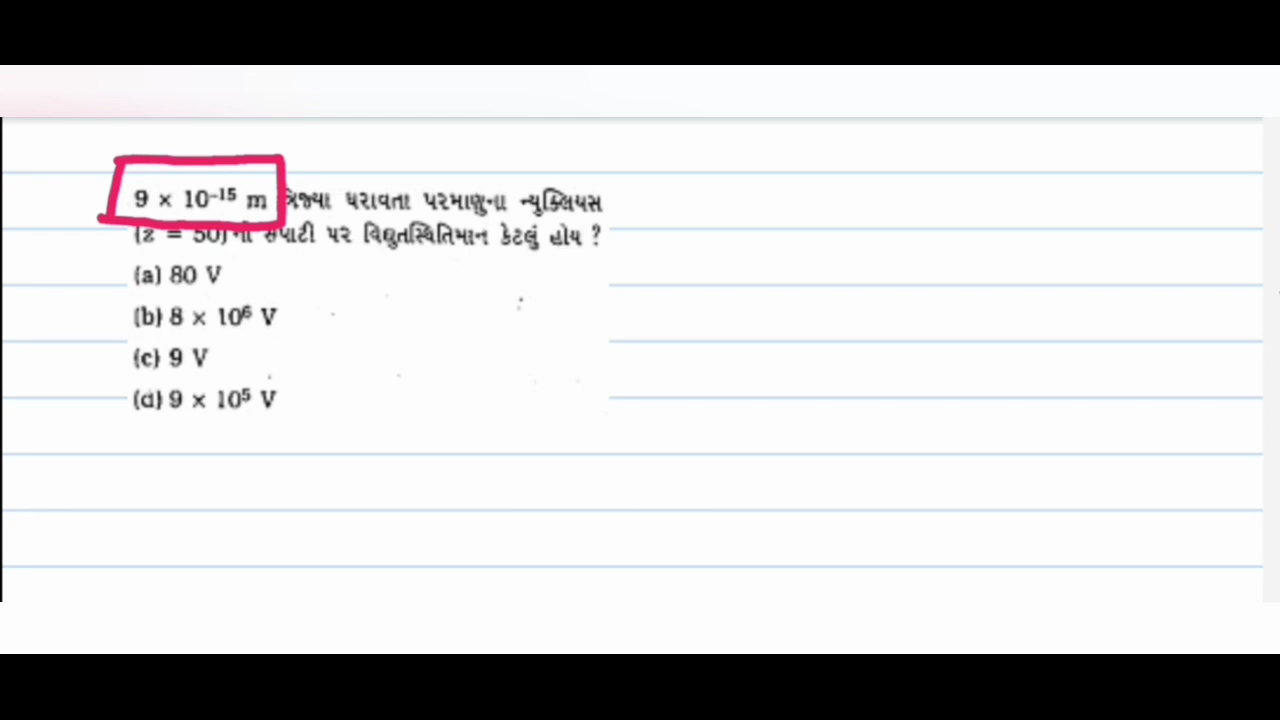 9 × 10⁻¹⁵ m ત્રિજ્યા ધરાવતા પરમાણુના ન્યુક્લિયસ
(z = 50)ની સપાટી પર વિદ્યુતસ્થિતિમાન કેટલું હોય ?
(a) 80 V
(b) 8 × 10⁶ V
(c) 9 V
(d) 9 × 10⁵ V